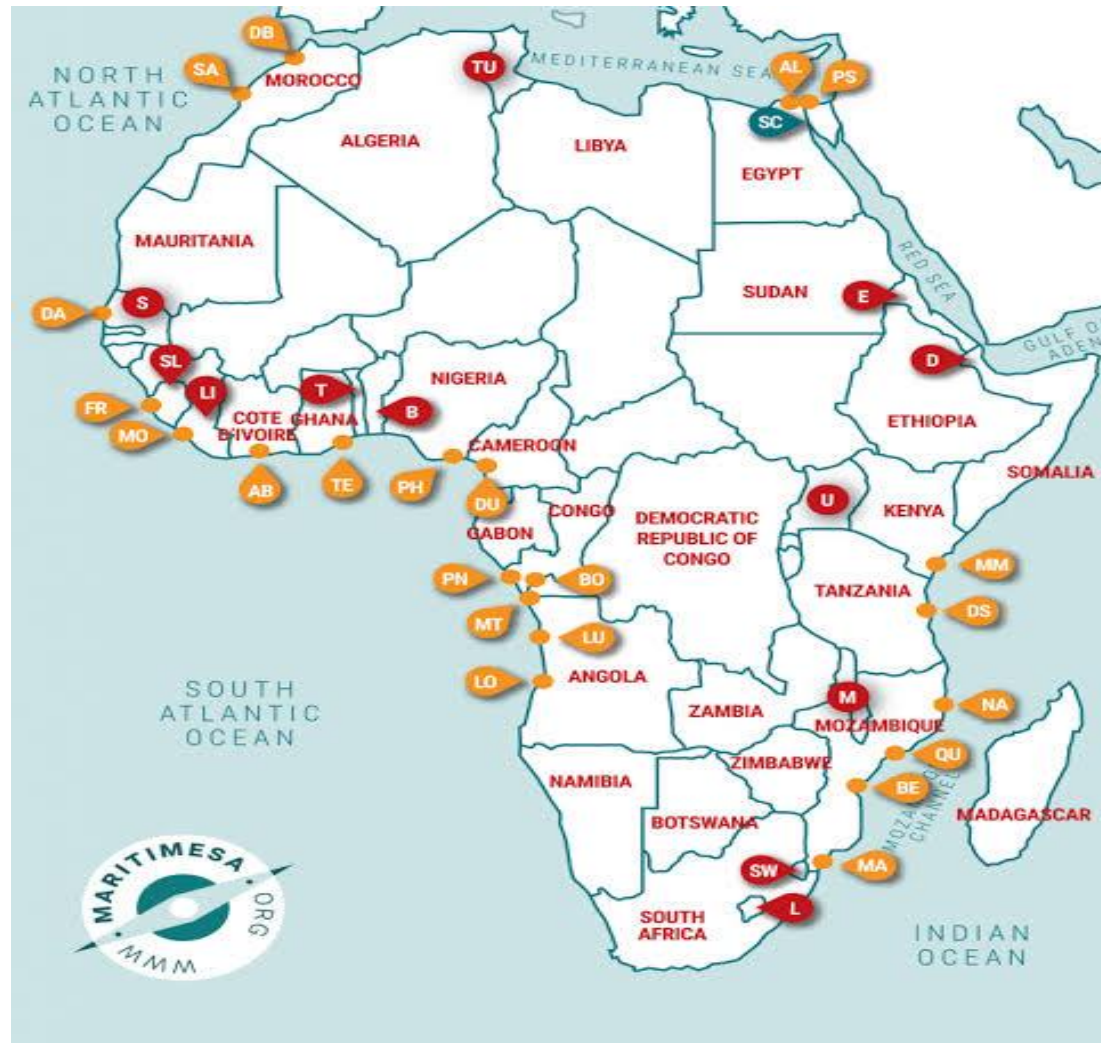 DB
NORTH
ATLANTIC
OCEAN
SA
MOROCCO
TU
MEDITERRANEAN SEA
AL
PS
SC
ALGERIA
LIBYA
EGYPT
MAURITANIA
RED SEA
SUDAN
DA
S
E
GULF O
ADEN
SL
LI
T
B
NIGERIA
D
ETHIOPIA
FR
MO
COTE
D'IVOIRE
GHANA
CAMEROON
SOMALIA
AB
TE
PH
DU
CONGO
GABON
DEMOCRATIC
REPUBLIC OF
CONGO
U
KENYA
PN
BO
MM
TANZANIA
MT
LU
DS
LO
ANGOLA
SOUTH
ATLANTIC
OCEAN
ZAMBIA
M
MOZAMBIQUE
NA
QU
ZIMBABWE
NAMIBIA
BE
CHANNEL
BOTSWANA
MADAGASCAR
SW
MA
L
SOUTH
AFRICA
INDIAN
OCEAN
WWW.MARITIMESA.ORG